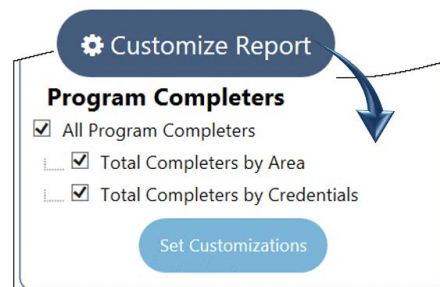 Customize Report
Program Completers
All Program Completers
Total Completers by Area
Total Completers by Credentials
Set Customizations